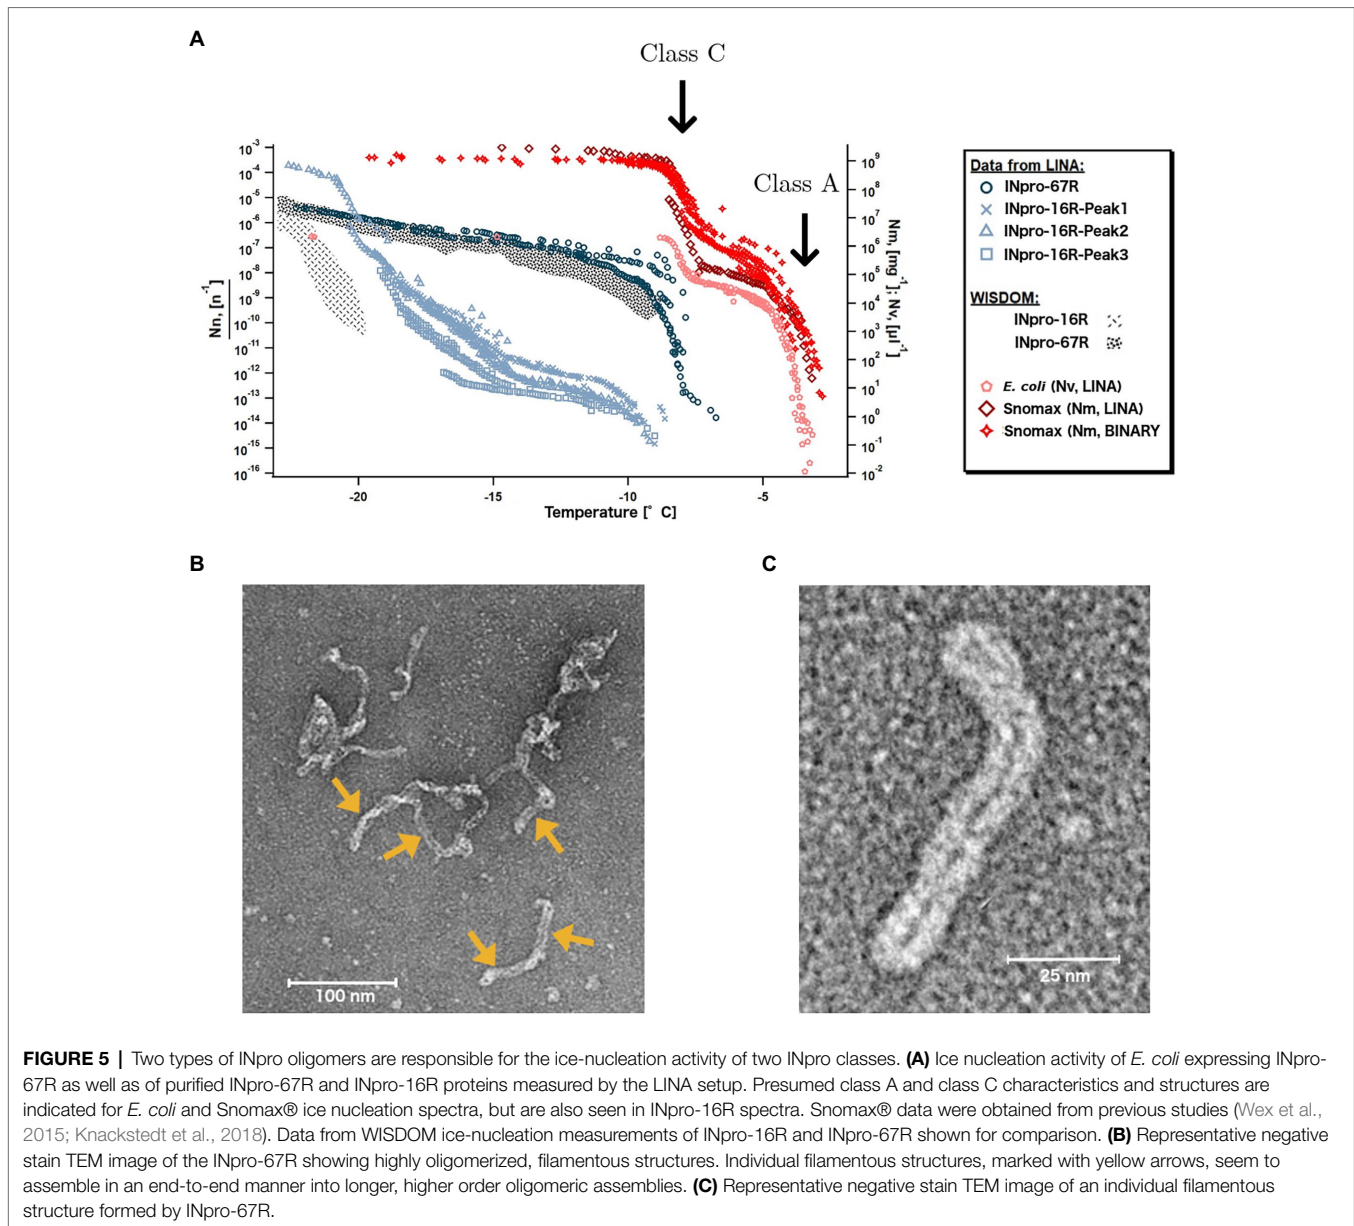 A
Class C
Class A
10^-3
10^-4
10^-5
10^-6
10^-7
10^-8
10^-9
10^-10
10^-11
10^-12
10^-13
10^-14
10^-15
10^-16
Nn, [n^-1]
10^9
10^8
10^7
10^6
10^5
10^4
10^3
10^2
10^1
10^0
10^-1
10^-2
Nm, [mg^-1]; Nv, [µl^-1]
-20
-15
-10
-5
Temperature [° C]
Data from LINA:
INpro-67R
INpro-16R-Peak1
INpro-16R-Peak2
INpro-16R-Peak3
WISDOM:
INpro-16R
INpro-67R
E. coli (Nv, LINA)
Snomax (Nm, LINA)
Snomax (Nm, BINARY
B
100 nm
C
25 nm
FIGURE 5 | Two types of INpro oligomers are responsible for the ice-nucleation activity of two INpro classes. (A) Ice nucleation activity of E. coli expressing INpro-
67R as well as of purified INpro-67R and INpro-16R proteins measured by the LINA setup. Presumed class A and class C characteristics and structures are
indicated for E. coli and Snomax® ice nucleation spectra, but are also seen in INpro-16R spectra. Snomax® data were obtained from previous studies (Wex et al.,
2015; Knackstedt et al., 2018). Data from WISDOM ice-nucleation measurements of INpro-16R and INpro-67R shown for comparison. (B) Representative negative
stain TEM image of the INpro-67R showing highly oligomerized, filamentous structures. Individual filamentous structures, marked with yellow arrows, seem to
assemble in an end-to-end manner into longer, higher order oligomeric assemblies. (C) Representative negative stain TEM image of an individual filamentous
structure formed by INpro-67R.